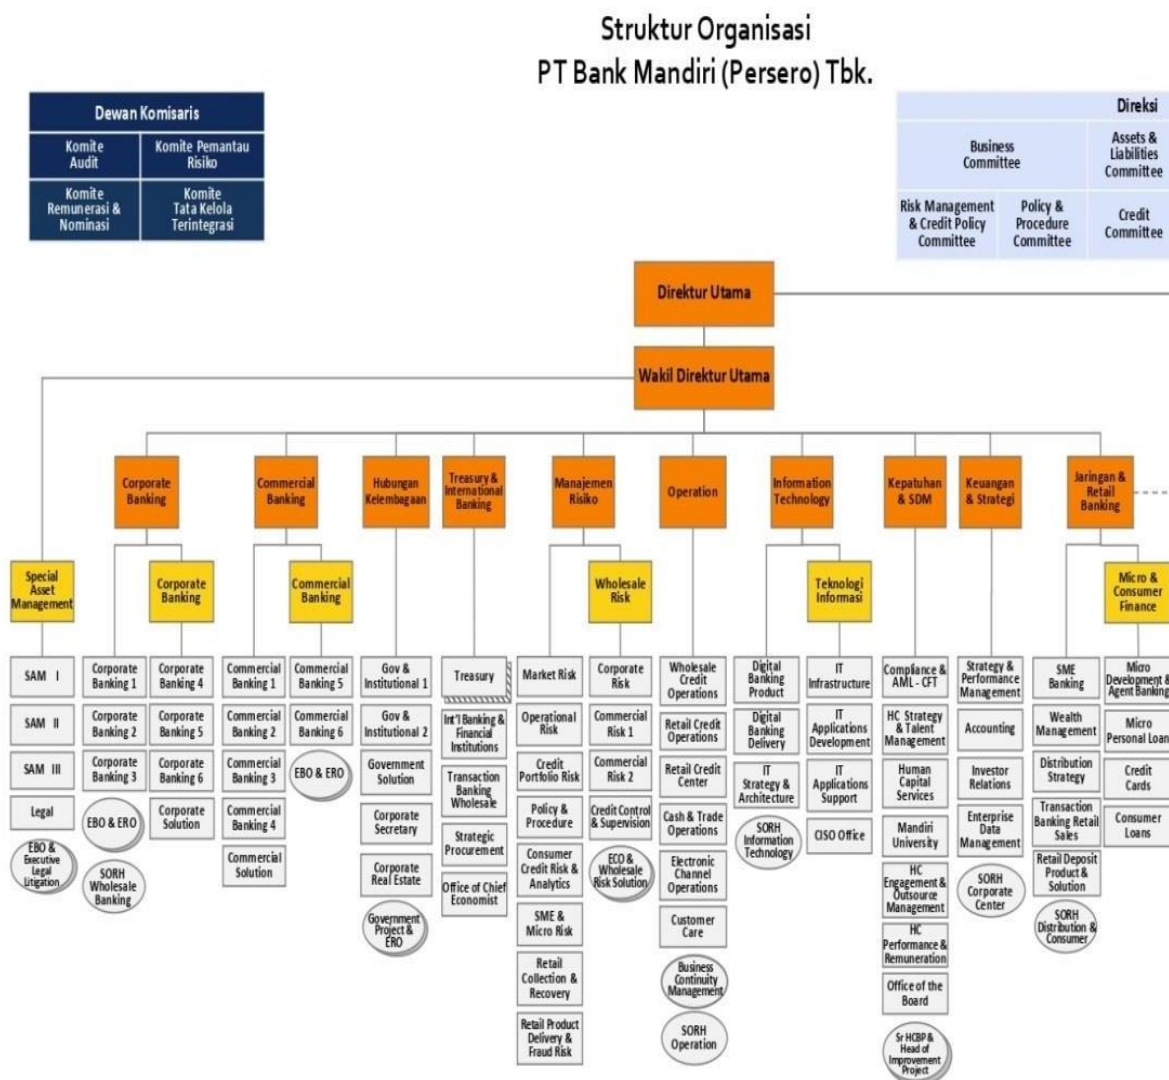 Struktur Organisasi
PT Bank Mandiri (Persero) Tbk.
Dewan Komisaris
Komite
Audit
Komite Pemantau
Risiko
Komite
Remunerasi &
Nominasi
Komite
Tata Kelola
Terintegrasi
Direksi
Business
Committee
Assets &
Liabilities
Committee
Risk Management
& Credit Policy
Committee
Policy &
Procedure
Committee
Credit
Committee
Direktur Utama
Wakil Direktur Utama
Corporate
Banking
Commercial
Banking
Hubungan
Kelembagaan
Treasury &
International
Banking
Manajemen
Risiko
Operation
Information
Technology
Kepatuhan
& SDM
Keuangan
& Strategi
Jaringan &
Retail
Banking
Special
Asset
Management
Corporate
Banking
Commercial
Banking
Wholesale
Risk
Teknologi
Informasi
Micro &
Consumer
Finance
SAM I
SAM II
SAM III
Legal
EBO &
Executive
Legal
Litigation
Corporate
Banking 1
Corporate
Banking 2
Corporate
Banking 3
EBO & ERO
SORH
Wholesale
Banking
Corporate
Banking 4
Corporate
Banking 5
Corporate
Banking 6
Corporate
Solution
Commercial
Banking 1
Commercial
Banking 2
Commercial
Banking 3
Commercial
Banking 4
Commercial
Solution
Commercial
Banking 5
Commercial
Banking 6
EBO & ERO
Gov &
Institutional 1
Gov &
Institutional 2
Government
Solution
Corporate
Secretary
Corporate
Real Estate
Government
Project &
ERO
Treasury
Int'l Banking &
Financial
Institutions
Transaction
Banking
Wholesale
Strategic
Procurement
Office of Chief
Economist
Market Risk
Operational
Risk
Credit
Portfolio Risk
Policy &
Procedure
Consumer
Credit Risk &
Analytics
SME &
Micro Risk
Retail
Collection &
Recovery
Retail Product
Delivery &
Fraud Risk
Corporate
Risk
Commercial
Risk 1
Commercial
Risk 2
Credit Control
& Supervision
ECO &
Wholesale
Risk Solution
Wholesale
Credit
Operations
Retail Credit
Operations
Retail Credit
Center
Cash & Trade
Operations
Electronic
Channel
Operations
Customer
Care
Business
Continuity
Management
SORH
Operation
Digital
Banking
Product
Digital
Banking
Delivery
IT
Strategy &
Architecture
SORH
Information
Technology
IT
Infrastructure
IT
Applications
Development
IT
Applications
Support
CISO Office
Compliance &
AML - CFT
HC Strategy
& Talent
Management
Human
Capital
Services
Mandiri
University
HC
Engagement &
Outsource
Management
HC
Performance &
Remuneration
Office of the
Board
Sr HCBP &
Head of
Improvement
Project
Strategy &
Performance
Management
Accounting
Investor
Relations
Enterprise
Data
Management
SORH
Corporate
Center
SME
Banking
Wealth
Management
Distribution
Strategy
Transaction
Banking Retail
Sales
Retail Deposit
Product
& Solution
SORH
Distribution &
Consumer
Micro
Development &
Agent Banking
Micro
Personal Loan
Credit
Cards
Consumer
Loans